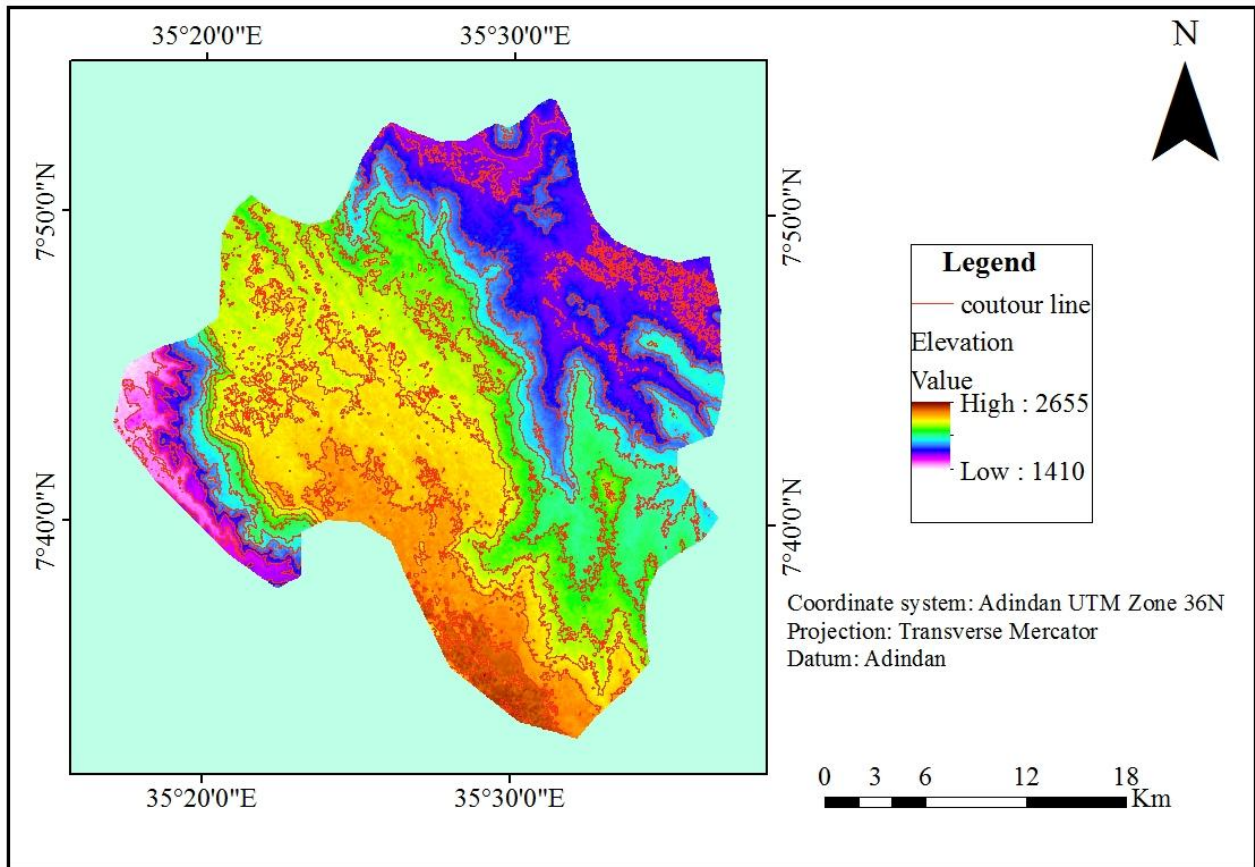 35°20'0"E 35°30'0"E
N
7°50'0"N
7°50'0"N
Legend
coutour line
Elevation
Value
High : 2655
Low : 1410
7°40'0"N
7°40'0"N
Coordinate system: Adindan UTM Zone 36N
Projection: Transverse Mercator
Datum: Adindan
35°20'0"E 35°30'0"E
0 3 6 12 18
Km